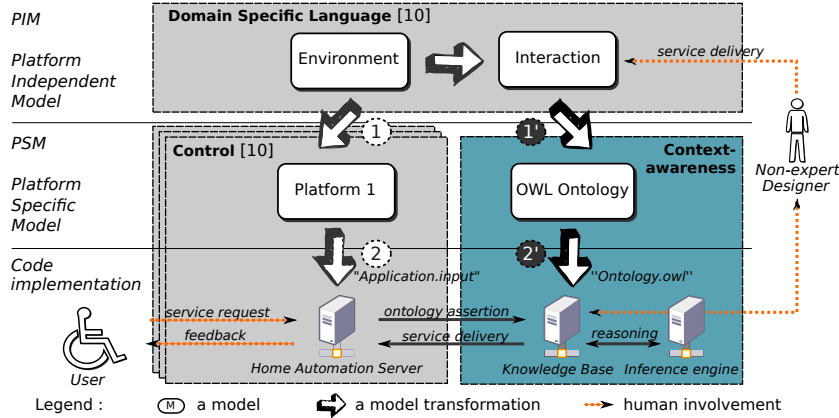 PIM
Domain Specific Language [10]
Platform
Independent
Model
Environment
Interaction
service delivery
1
1'
PSM
Control [10]
Context-
awareness
Non-expert
Designer
Platform
Specific
Model
Platform 1
OWL Ontology
2
2'
Code
implementation
"Application.input"
''Ontology.owl''
service request
ontology assertion
feedback
service delivery
reasoning
User
Home Automation Server
Knowledge Base
Inference engine
Legend :
M
a model
a model transformation
human involvement